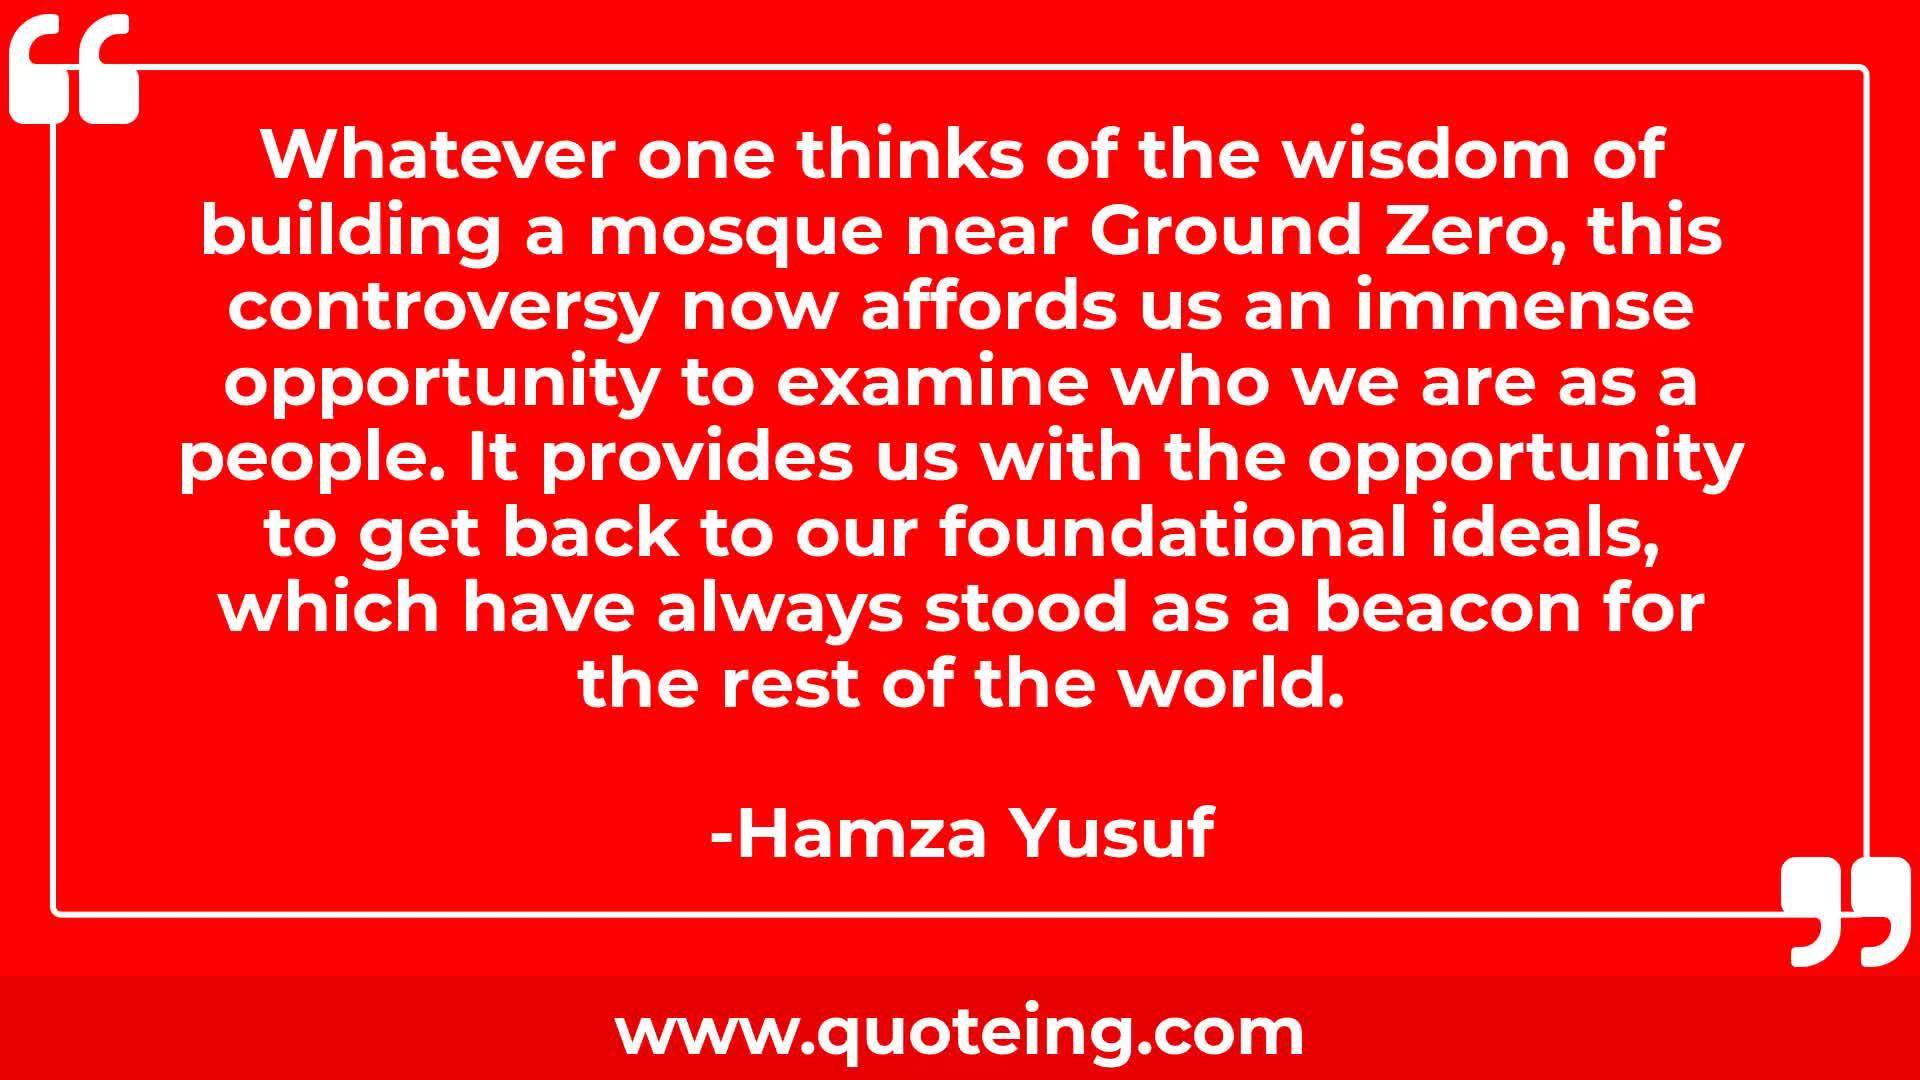 Whatever one thinks of the wisdom of
building a mosque near Ground Zero, this
controversy now affords us an immense
opportunity to examine who we are as a
people. It provides us with the opportunity
to get back to our foundational ideals,
which have always stood as a beacon for
the rest of the world.
-Hamza Yusuf
www.quoteing.com